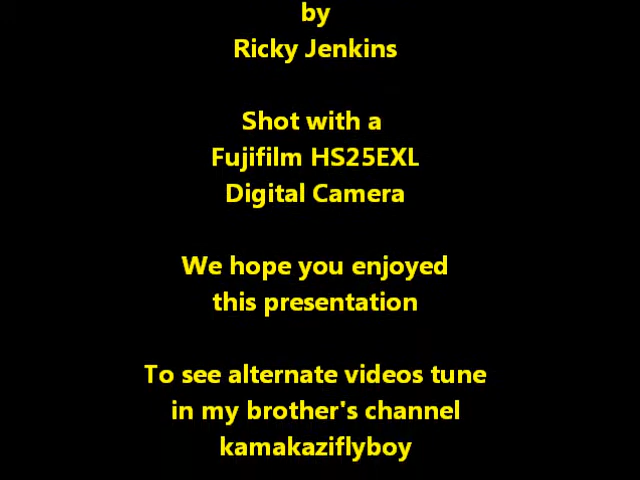 by
Ricky Jenkins
Shot with a
Fujifilm HS25EXL
Digital Camera
We hope you enjoyed
this presentation
To see alternate videos tune
in my brother's channel
kamakaziflyboy